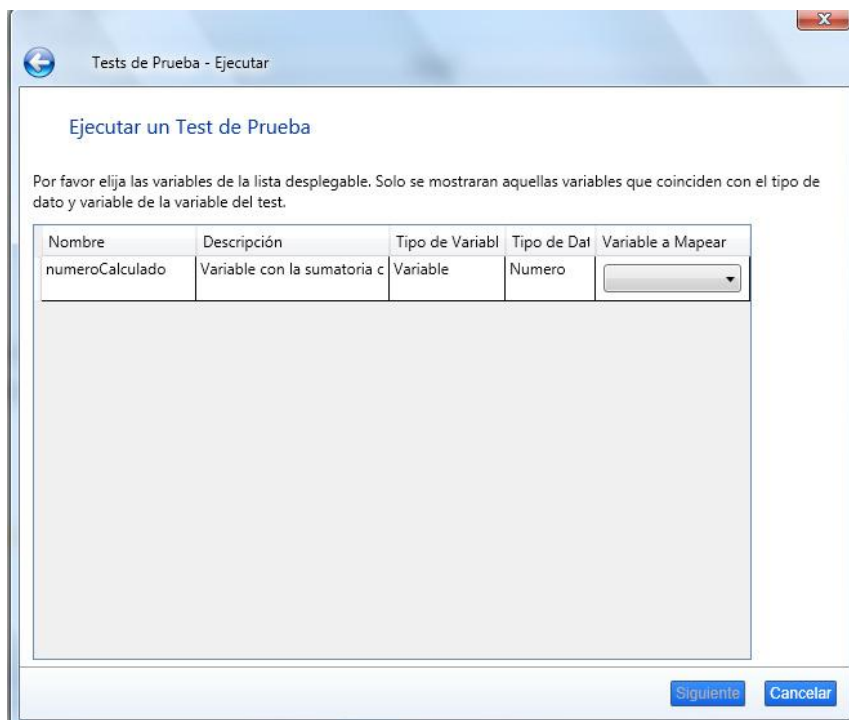 Tests de Prueba - Ejecutar
Ejecutar un Test de Prueba
Por favor elija las variables de la lista desplegable. Solo se mostraran aquellas variables que coinciden con el tipo de
dato y variable de la variable del test.
Nombre Descripción Tipo de Variabl Tipo de Dat Variable a Mapear
numeroCalculado Variable con la sumatoria c Variable Numero
Siguiente Cancelar